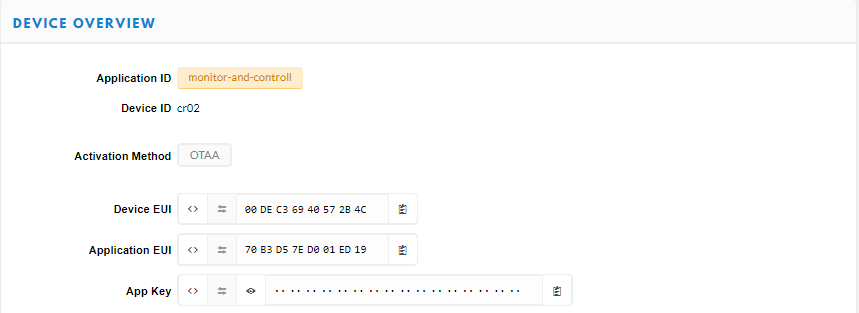 DEVICE OVERVIEW
Application ID monitor-and-controll
Device ID cr02
Activation Method OTAA
Device EUI <> 00 DE C3 69 40 57 2B 4C
Application EUI <> 70 B3 D5 7E D0 01 ED 19
App Key <> ·· ·· ·· ·· ·· ·· ·· ·· ·· ·· ·· ·· ·· ·· ·· ··